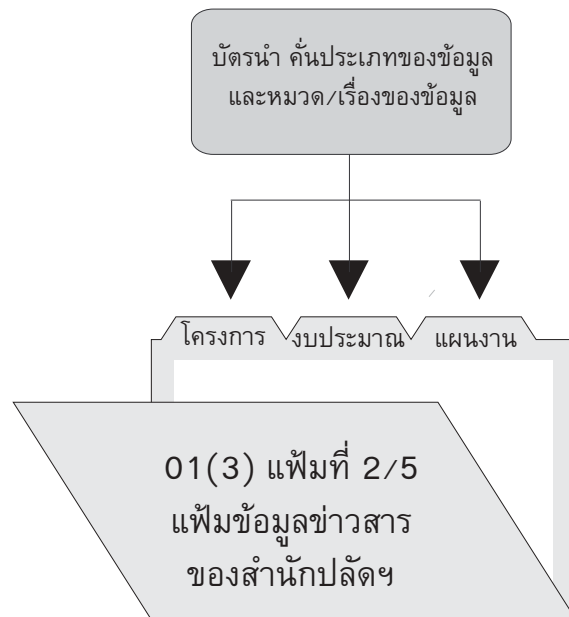 บัตรนำ คั่นประเภทของข้อมูล
และหมวด/เรื่องของข้อมูล
โครงการ งบประมาณ แผนงาน
01(3) แฟ้มที่ 2/5
แฟ้มข้อมูลข่าวสาร
ของสำนักปลัดฯ